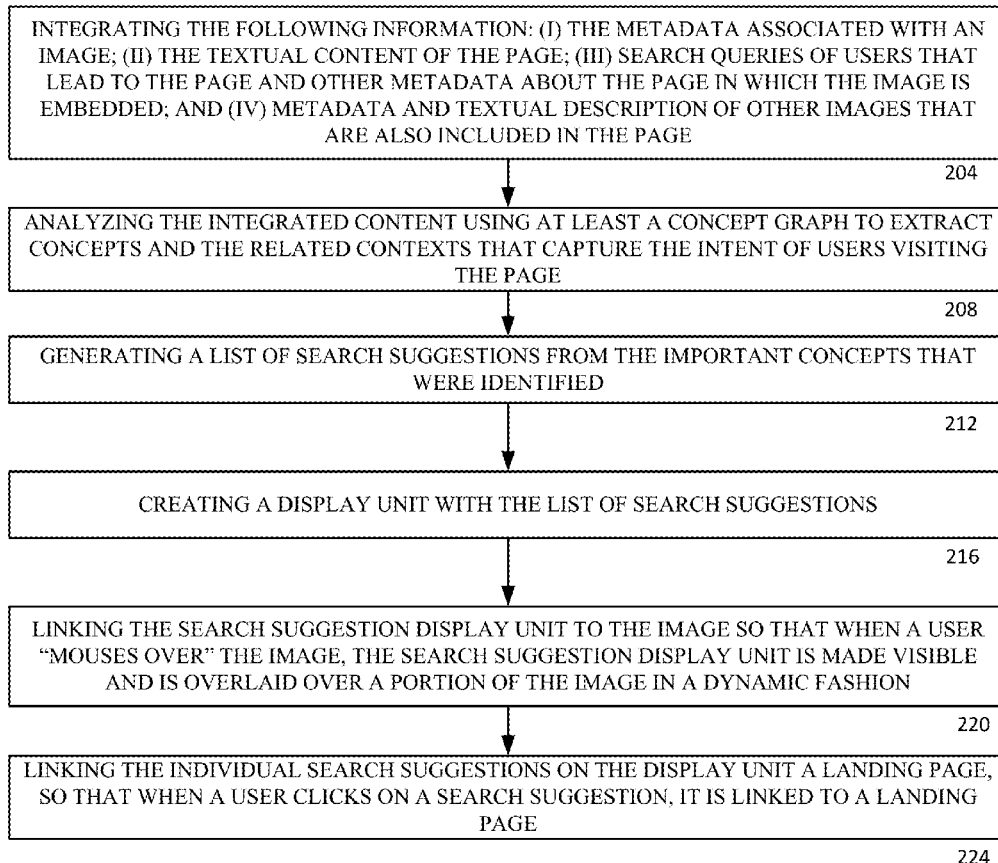 INTEGRATING THE FOLLOWING INFORMATION: (I) THE METADATA ASSOCIATED WITH AN
IMAGE; (II) THE TEXTUAL CONTENT OF THE PAGE; (III) SEARCH QUERIES OF USERS THAT
LEAD TO THE PAGE AND OTHER METADATA ABOUT THE PAGE IN WHICH THE IMAGE IS
EMBEDDED; AND (IV) METADATA AND TEXTUAL DESCRIPTION OF OTHER IMAGES THAT
ARE ALSO INCLUDED IN THE PAGE
204
ANALYZING THE INTEGRATED CONTENT USING AT LEAST A CONCEPT GRAPH TO EXTRACT
CONCEPTS AND THE RELATED CONTEXTS THAT CAPTURE THE INTENT OF USERS VISITING
THE PAGE
208
GENERATING A LIST OF SEARCH SUGGESTIONS FROM THE IMPORTANT CONCEPTS THAT
WERE IDENTIFIED
212
CREATING A DISPLAY UNIT WITH THE LIST OF SEARCH SUGGESTIONS
216
LINKING THE SEARCH SUGGESTION DISPLAY UNIT TO THE IMAGE SO THAT WHEN A USER
“MOUSES OVER” THE IMAGE, THE SEARCH SUGGESTION DISPLAY UNIT IS MADE VISIBLE
AND IS OVERLAID OVER A PORTION OF THE IMAGE IN A DYNAMIC FASHION
220
LINKING THE INDIVIDUAL SEARCH SUGGESTIONS ON THE DISPLAY UNIT A LANDING PAGE,
SO THAT WHEN A USER CLICKS ON A SEARCH SUGGESTION, IT IS LINKED TO A LANDING
PAGE
224